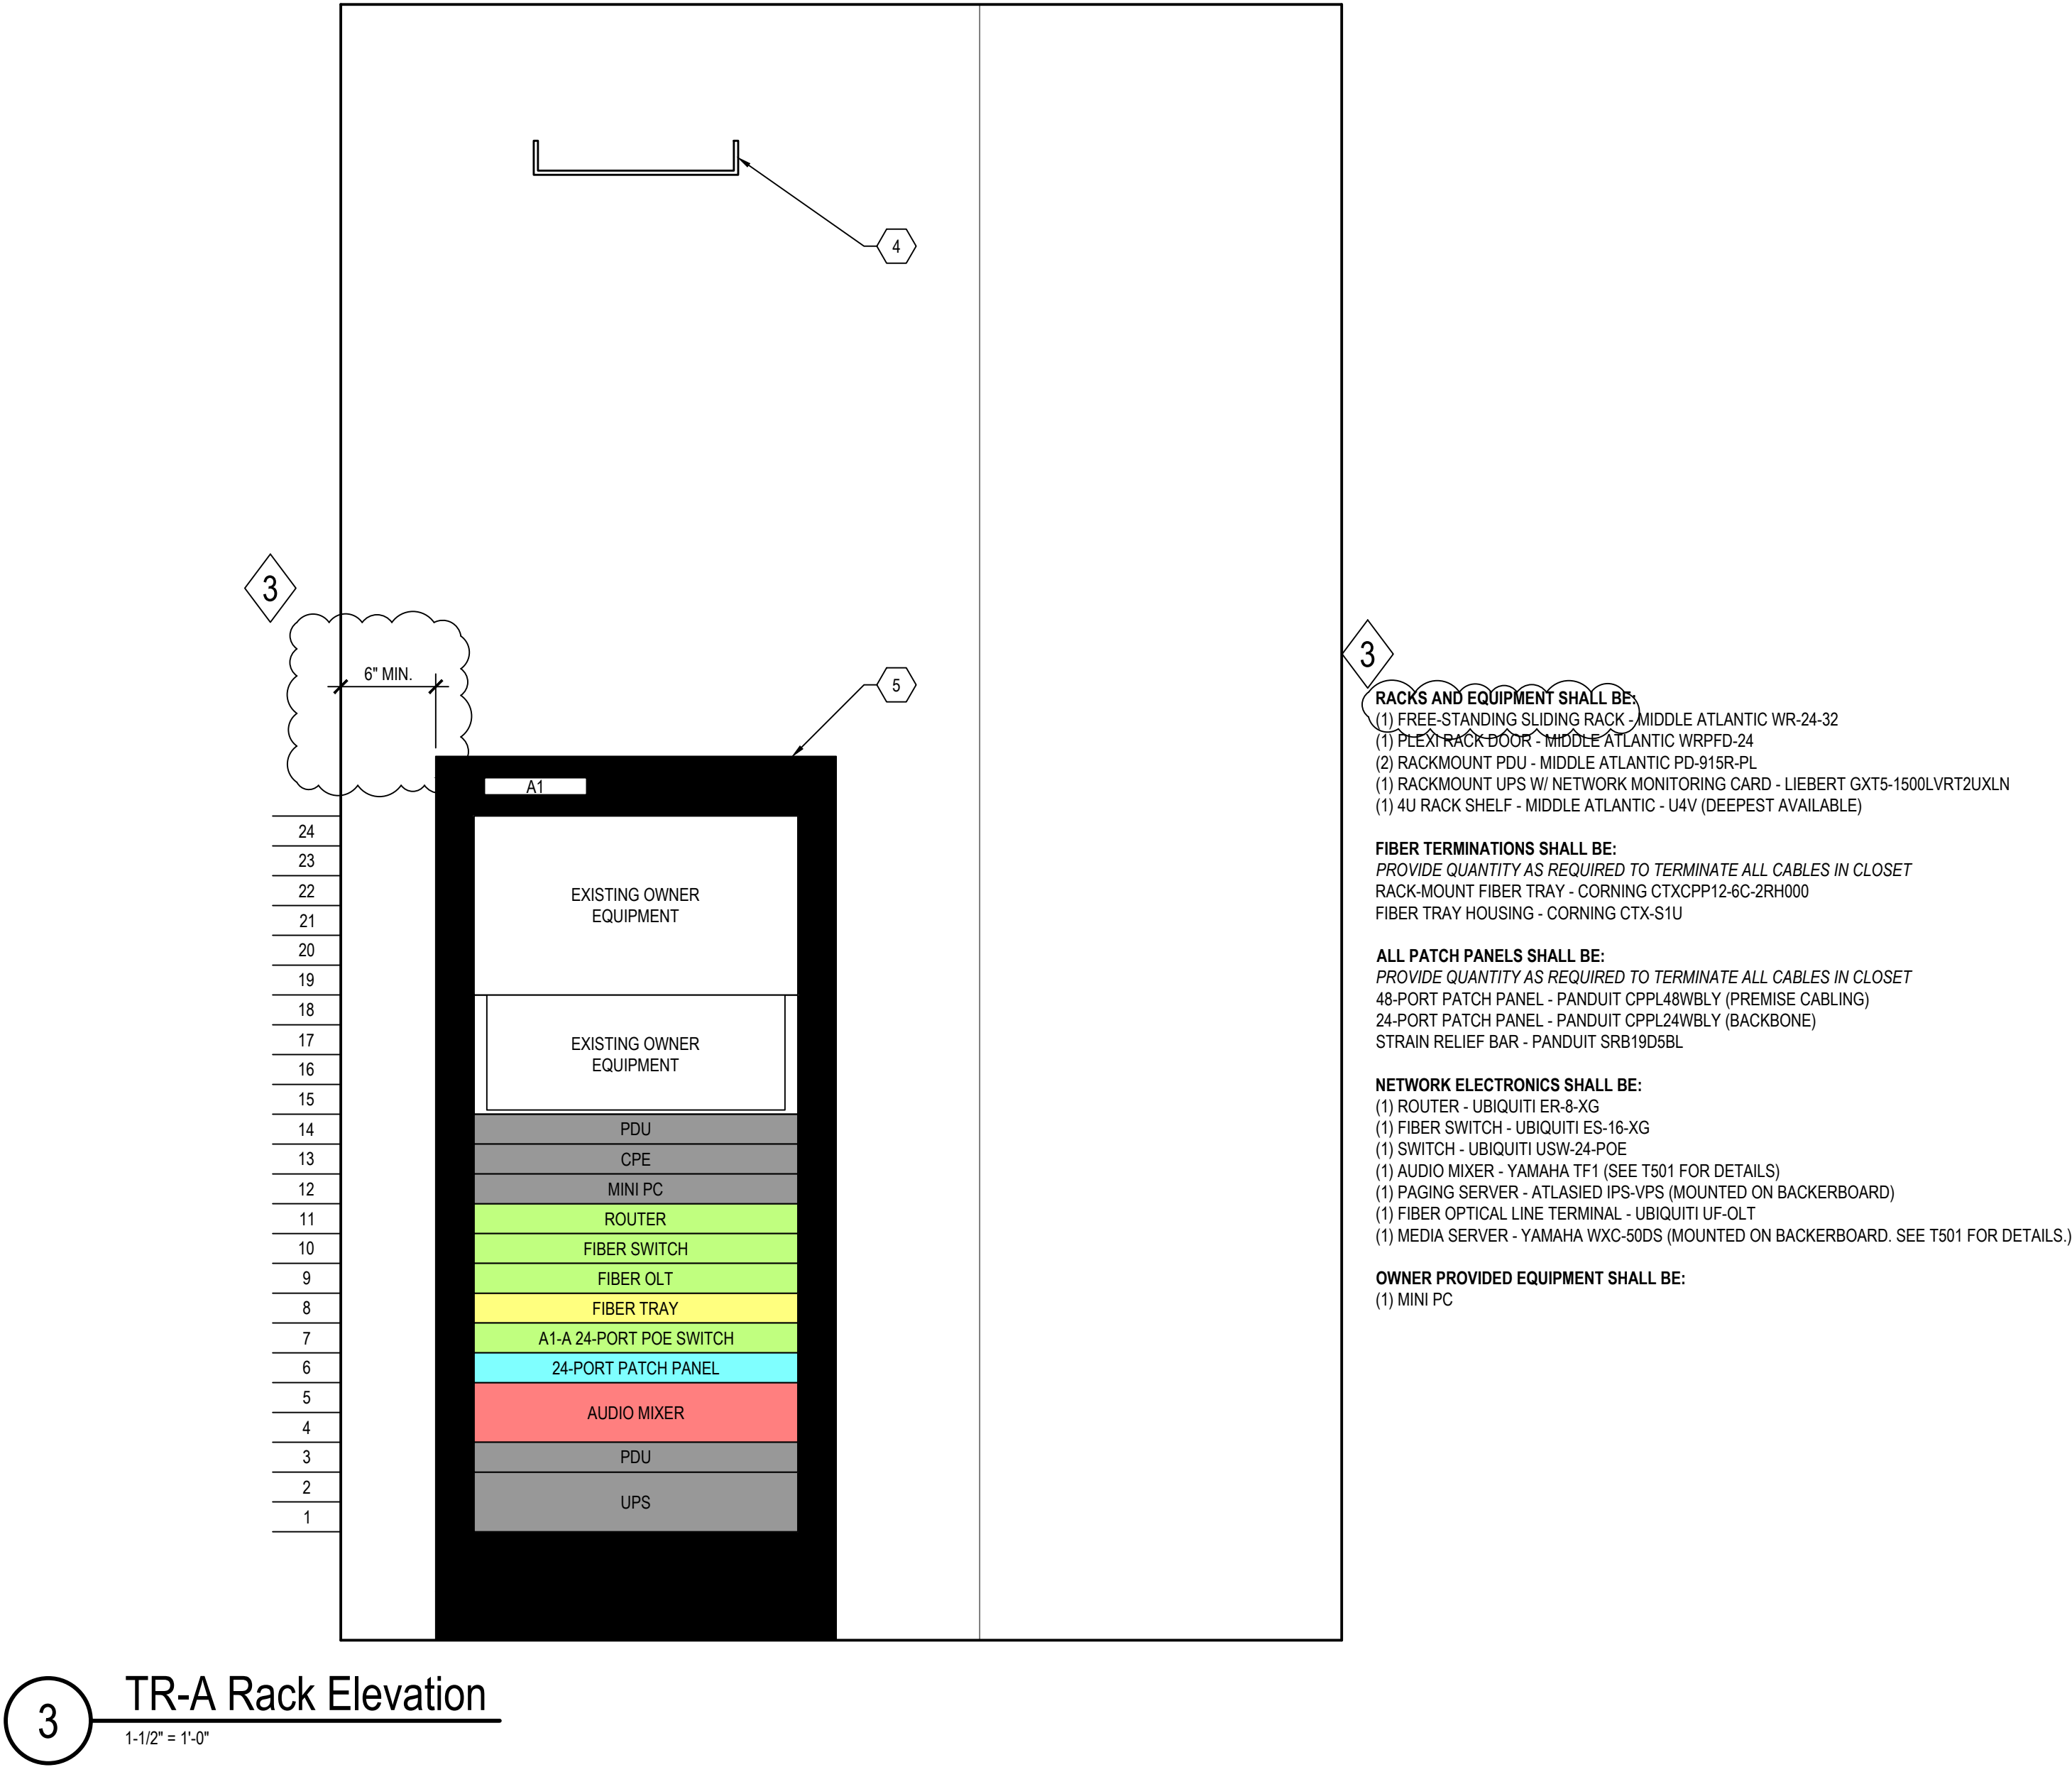 4
3
6" MIN.
5
A1
24
23
22
21
20
19
18
17
16
15
14
13
12
11
10
9
8
7
6
5
4
3
2
1
EXISTING OWNER
EQUIPMENT
EXISTING OWNER
EQUIPMENT
PDU
CPE
MINI PC
ROUTER
FIBER SWITCH
FIBER OLT
FIBER TRAY
A1-A 24-PORT POE SWITCH
24-PORT PATCH PANEL
AUDIO MIXER
PDU
UPS
3
RACKS AND EQUIPMENT SHALL BE:
(1) FREE-STANDING SLIDING RACK - MIDDLE ATLANTIC WR-24-32
(1) PLEXI RACK DOOR - MIDDLE ATLANTIC WRPFD-24
(2) RACKMOUNT PDU - MIDDLE ATLANTIC PD-915R-PL
(1) RACKMOUNT UPS W/ NETWORK MONITORING CARD - LIEBERT GXT5-1500LVRT2UXLN
(1) 4U RACK SHELF - MIDDLE ATLANTIC - U4V (DEEPEST AVAILABLE)
FIBER TERMINATIONS SHALL BE:
PROVIDE QUANTITY AS REQUIRED TO TERMINATE ALL CABLES IN CLOSET
RACK-MOUNT FIBER TRAY - CORNING CTXCPP12-6C-2RH000
FIBER TRAY HOUSING - CORNING CTX-S1U
ALL PATCH PANELS SHALL BE:
PROVIDE QUANTITY AS REQUIRED TO TERMINATE ALL CABLES IN CLOSET
48-PORT PATCH PANEL - PANDUIT CPPL48WBLY (PREMISE CABLING)
24-PORT PATCH PANEL - PANDUIT CPPL24WBLY (BACKBONE)
STRAIN RELIEF BAR - PANDUIT SRB19D5BL
NETWORK ELECTRONICS SHALL BE:
(1) ROUTER - UBIQUITI ER-8-XG
(1) FIBER SWITCH - UBIQUITI ES-16-XG
(1) SWITCH - UBIQUITI USW-24-POE
(1) AUDIO MIXER - YAMAHA TF1 (SEE T501 FOR DETAILS)
(1) PAGING SERVER - ATLASIED IPS-VPS (MOUNTED ON BACKERBOARD)
(1) FIBER OPTICAL LINE TERMINAL - UBIQUITI UF-OLT
(1) MEDIA SERVER - YAMAHA WXC-50DS (MOUNTED ON BACKERBOARD. SEE T501 FOR DETAILS.)
OWNER PROVIDED EQUIPMENT SHALL BE:
(1) MINI PC
3
TR-A Rack Elevation
1-1/2" = 1'-0"